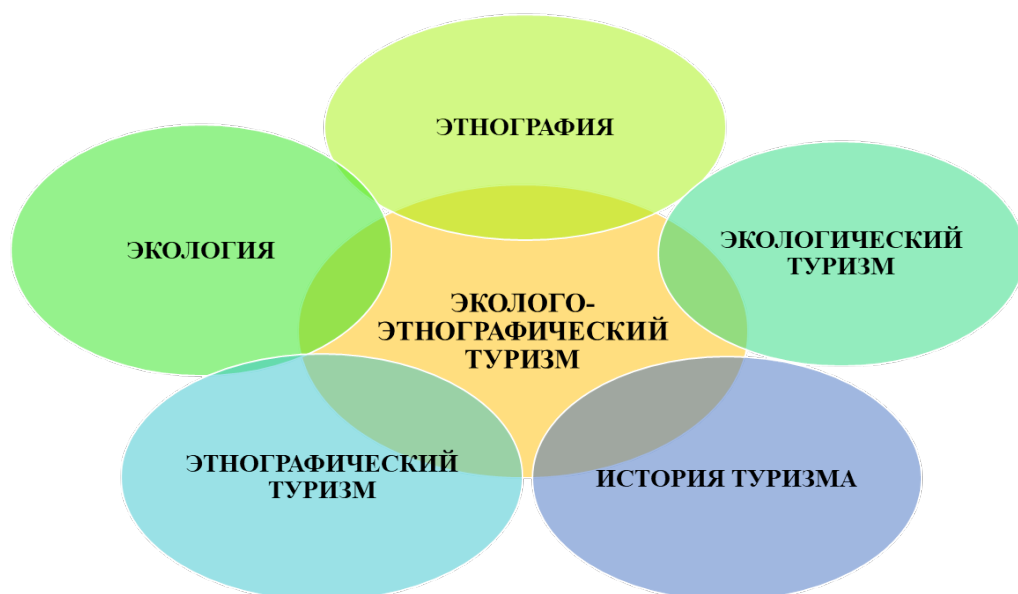 ЭТНОГРАФИЯ
ЭКОЛОГИЯ
ЭКОЛОГИЧЕСКИЙ
ТУРИЗМ
ЭКОЛОГО-
ЭТНОГРАФИЧЕСКИЙ
ТУРИЗМ
ЭТНОГРАФИЧЕСКИЙ
ТУРИЗМ
ИСТОРИЯ ТУРИЗМА